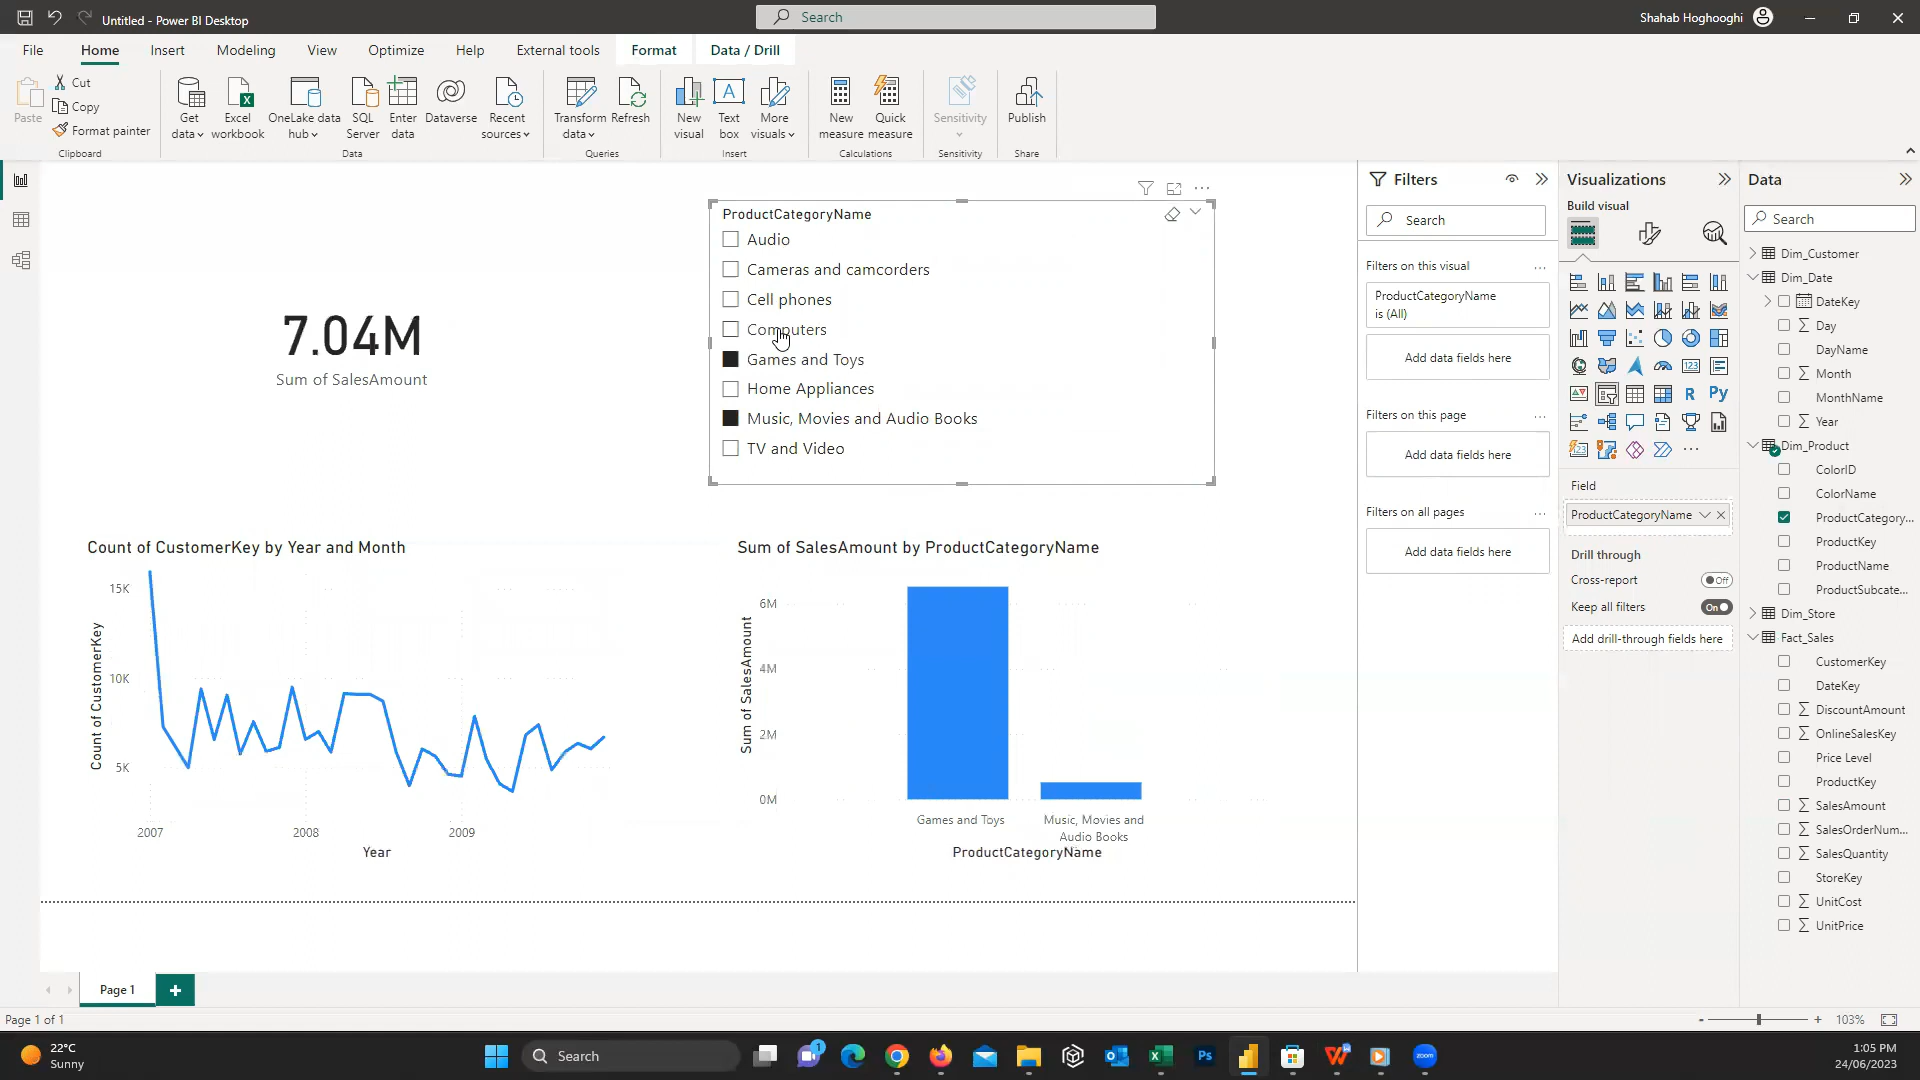 Untitled - Power BI Desktop
Search
Shahab Hoghooghi
File
Home
Insert
Modeling
View
Optimize
Help
External tools
Format
Data / Drill
Paste
Cut
Copy
Format painter
Clipboard
Get data
Excel workbook
OneLake data hub
SQL Server
Enter data
Dataverse
Recent sources
Data
Transform data
Refresh
Queries
New visual
Text box
More visuals
Insert
New measure
Quick measure
Calculations
Sensitivity
Sensitivity
Publish
Share
7.04M
Sum of SalesAmount
ProductCategoryName
Audio
Cameras and camcorders
Cell phones
Computers
Games and Toys
Home Appliances
Music, Movies and Audio Books
TV and Video
Count of CustomerKey by Year and Month
15K
10K
5K
Count of CustomerKey
2007
2008
2009
Year
Sum of SalesAmount by ProductCategoryName
6M
4M
2M
0M
Sum of SalesAmount
Games and Toys
Music, Movies and
Audio Books
ProductCategoryName
Filters
Search
Filters on this visual
ProductCategoryName
is (All)
Add data fields here
Filters on this page
Add data fields here
Filters on all pages
Add data fields here
Visualizations
Build visual
R
Py
123
Field
ProductCategoryName
Drill through
Cross-report
Off
Keep all filters
On
Add drill-through fields here
Data
Search
Dim_Customer
Dim_Date
DateKey
Day
DayName
Month
MonthName
Year
Dim_Product
ColorID
ColorName
ProductCategory...
ProductKey
ProductName
ProductSubcate...
Dim_Store
Fact_Sales
CustomerKey
DateKey
DiscountAmount
OnlineSalesKey
Price Level
ProductKey
SalesAmount
SalesOrderNum...
SalesQuantity
StoreKey
UnitCost
UnitPrice
Page 1
Page 1 of 1
103%
22°C
Sunny
Search
1
Ps
zoom
1:05 PM
24/06/2023